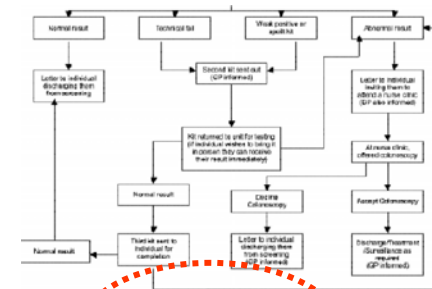 Normal result
Technical fail
Weak positive or
spoilt kit
Abnormal result
Letter to individual
discharging them
from screening
Second kit sent out
(GP informed)
Letter to individual
inviting them to
attend a nurse clinic
(GP also informed)
Kit returned to unit for testing
(if individual wishes to bring it
in person they can receive
their result immediately)
At nurse clinic,
offered colonoscopy
Normal result
Decline
Colonoscopy
Accept Colonoscopy
Normal result
Third kit sent to
individual for
completion
Letter to individual
discharging them
from screening
(GP informed)
Discharge/Treatment
/Surveillance as
required
(GP informed)